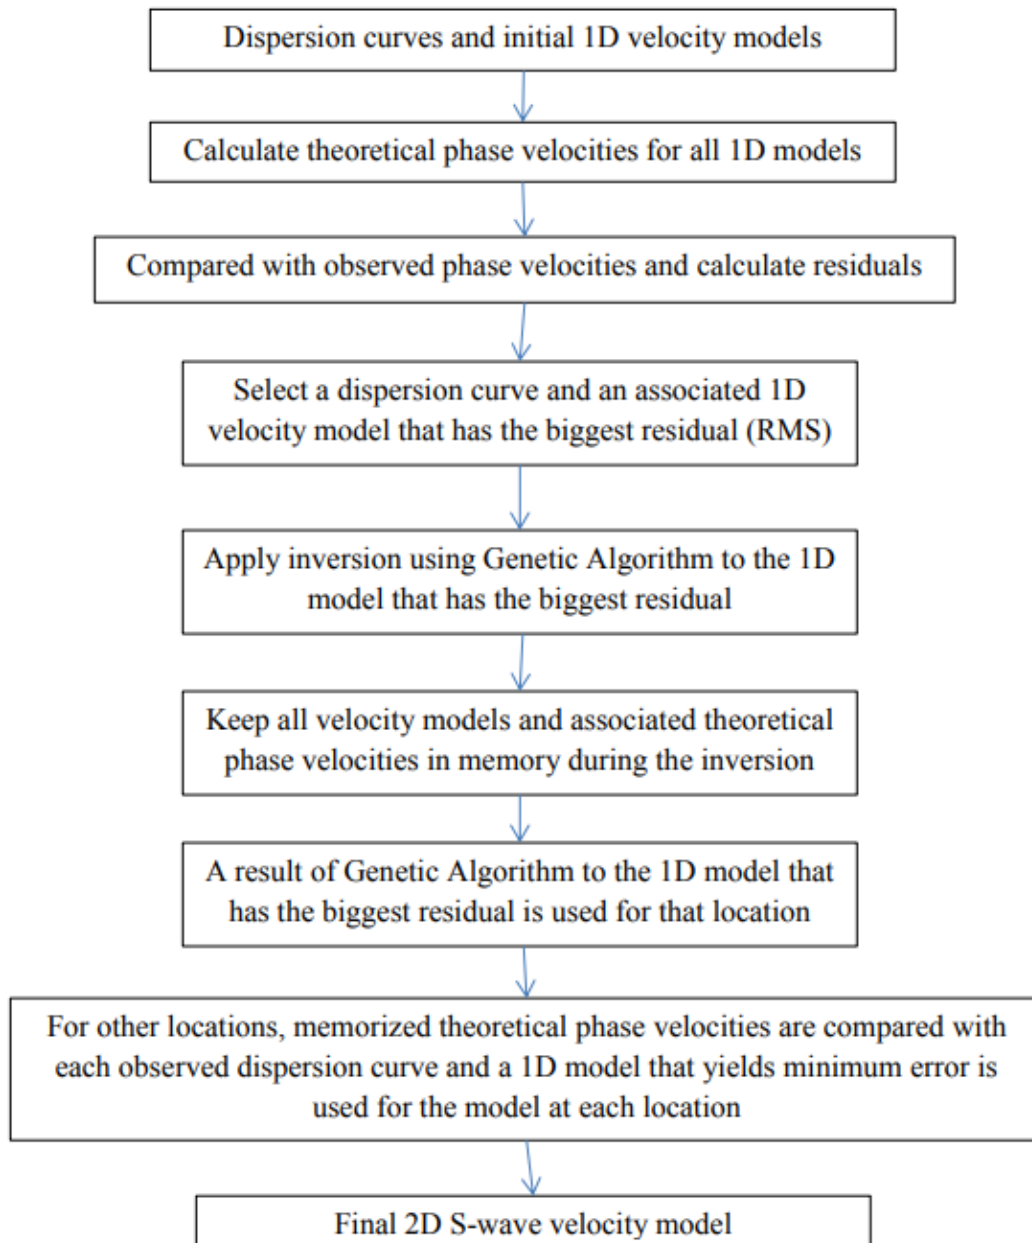 Dispersion curves and initial 1D velocity models
Calculate theoretical phase velocities for all 1D models
Compared with observed phase velocities and calculate residuals
Select a dispersion curve and an associated 1D
velocity model that has the biggest residual (RMS)
Apply inversion using Genetic Algorithm to the 1D
model that has the biggest residual
Keep all velocity models and associated theoretical
phase velocities in memory during the inversion
A result of Genetic Algorithm to the 1D model that
has the biggest residual is used for that location
For other locations, memorized theoretical phase velocities are compared with
each observed dispersion curve and a 1D model that yields minimum error is
used for the model at each location
Final 2D S-wave velocity model